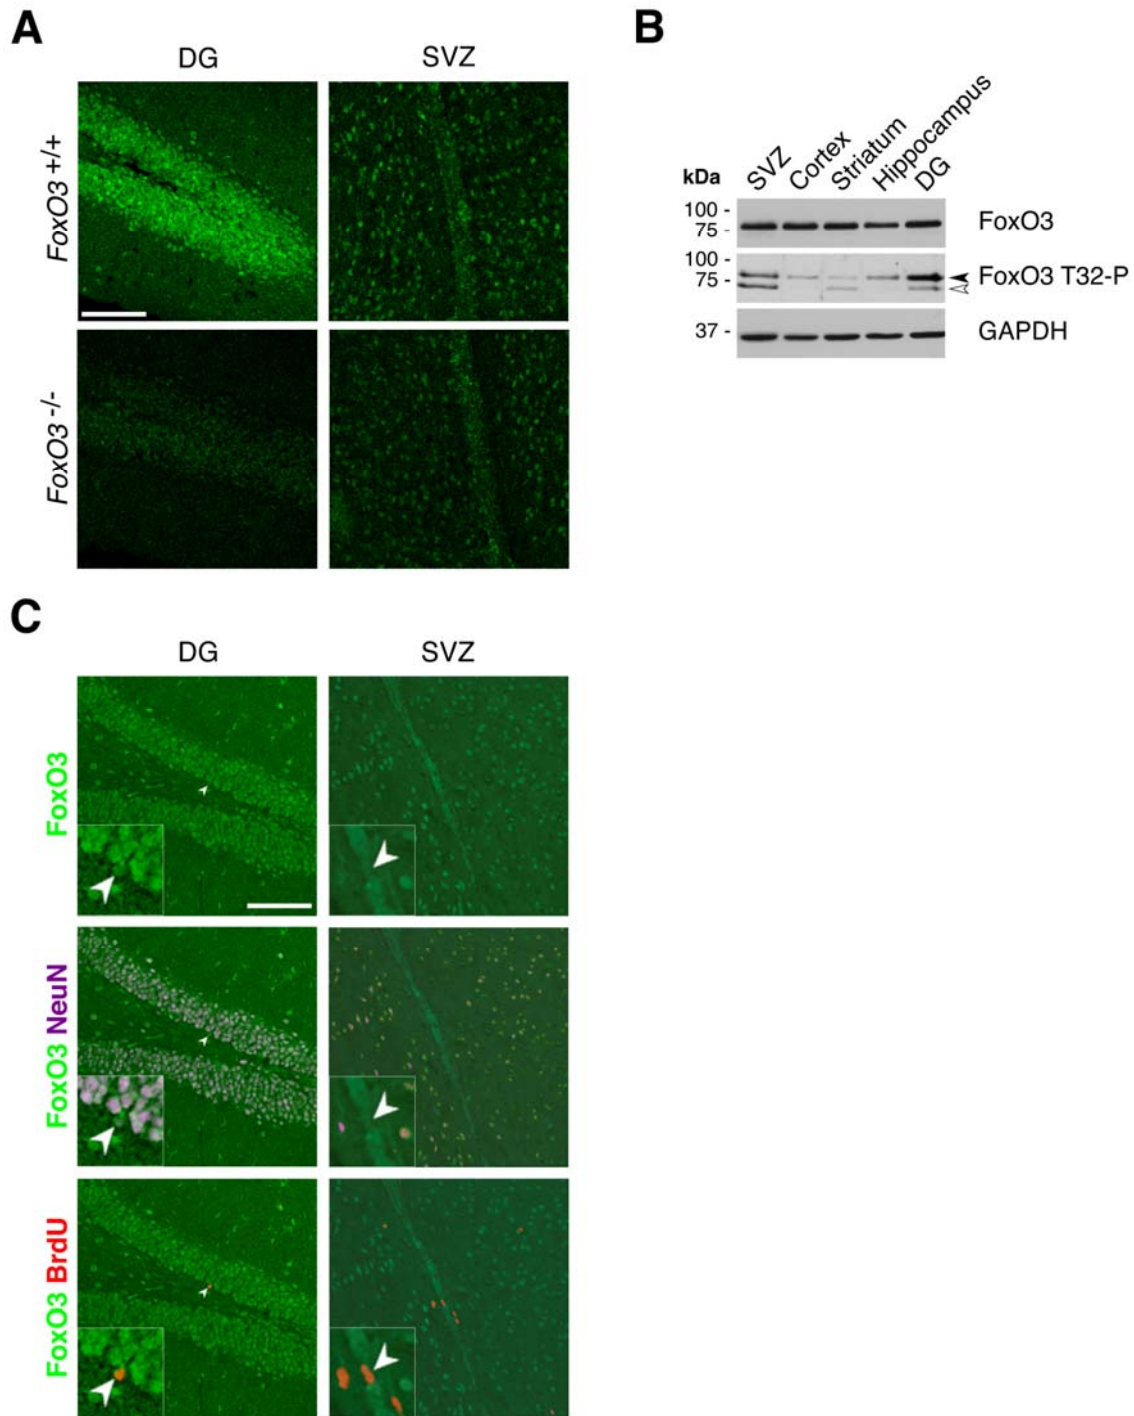 A
DG SVZ
FoxO3 +/+
FoxO3 -/-
B
SVZ Cortex Striatum Hippocampus DG
kDa
100 -
75 -
FoxO3
100 -
75 -
FoxO3 T32-P
37 -
GAPDH
C
DG SVZ
FoxO3
FoxO3 NeuN
FoxO3 BrdU